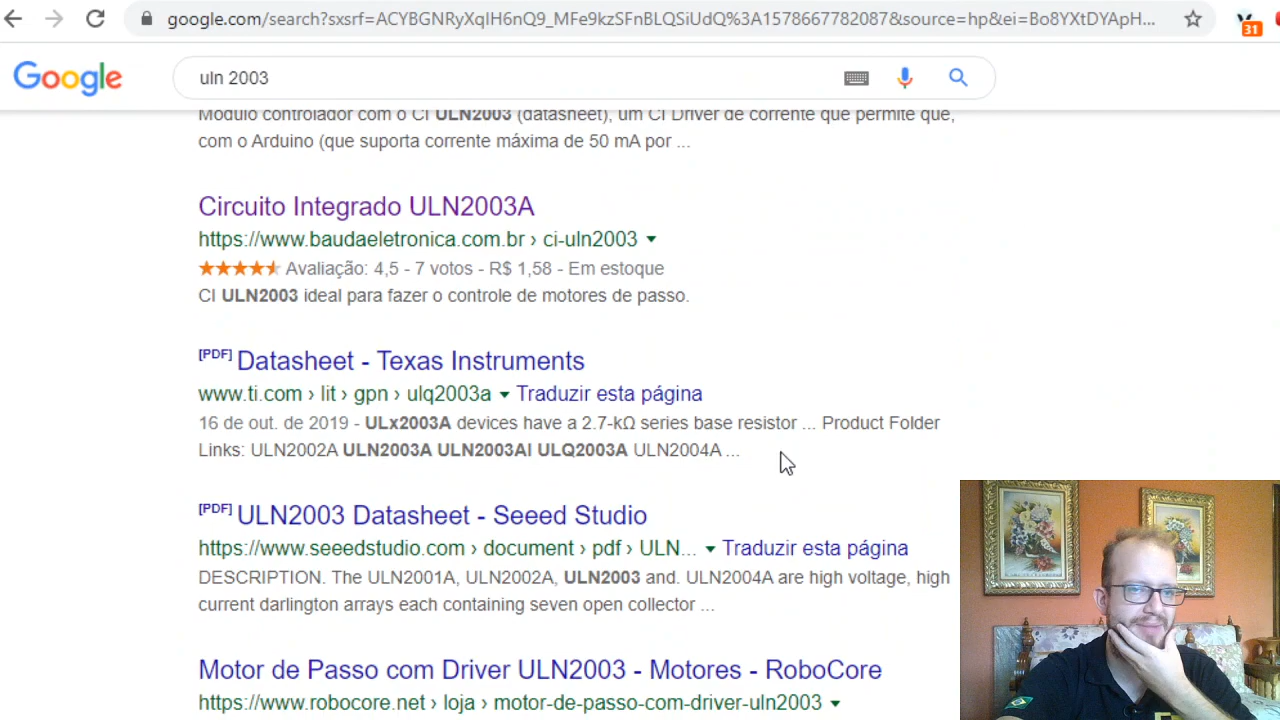 google.com/search?sxsrf=ACYBGNRyXqIH6nQ9_MFe9kzSFnBLQSiUdQ%3A1578667782087&source=hp&ei=Bo8YXtDYApH...
31
Google
uln 2003
Módulo controlador com o CI ULN2003 (datasheet), um CI Driver de corrente que permite que,
com o Arduino (que suporta corrente máxima de 50 mA por ...
Circuito Integrado ULN2003A
https://www.baudaeletronica.com.br › ci-uln2003
Avaliação: 4,5 - 7 votos - R$ 1,58 - Em estoque
CI ULN2003 ideal para fazer o controle de motores de passo.
[PDF] Datasheet - Texas Instruments
www.ti.com › lit › gpn › ulq2003a Traduzir esta página
16 de out. de 2019 - ULx2003A devices have a 2.7-kΩ series base resistor ... Product Folder
Links: ULN2002A ULN2003A ULN2003AI ULQ2003A ULN2004A ...
[PDF] ULN2003 Datasheet - Seeed Studio
https://www.seeedstudio.com › document › pdf › ULN... Traduzir esta página
DESCRIPTION. The ULN2001A, ULN2002A, ULN2003 and. ULN2004A are high voltage, high
current darlington arrays each containing seven open collector ...
Motor de Passo com Driver ULN2003 - Motores - RoboCore
https://www.robocore.net › loja › motor-de-passo-com-driver-uln2003